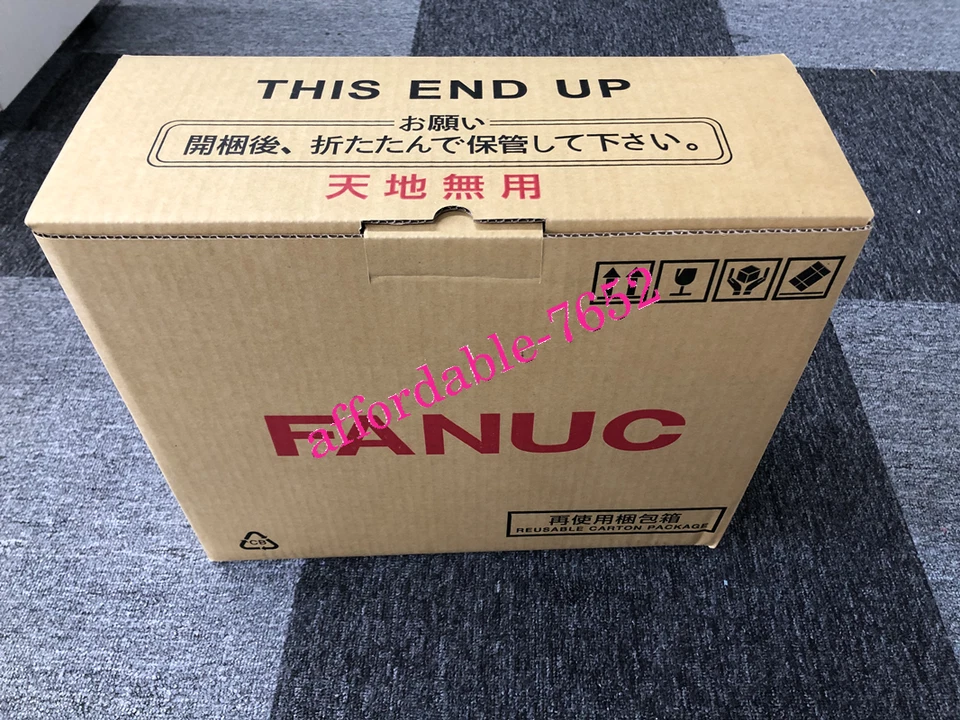 THIS END UP
お願い
開梱後、折たたんで保管して下さい。
天地無用
affordable-7652
FANUC
再使用梱包箱
REUSABLE CARTON PACKAGE
CB